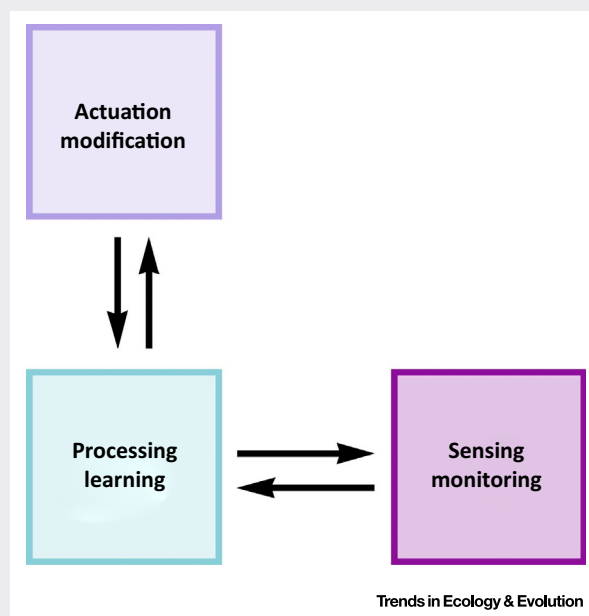 Actuation
modification
Processing
learning
Sensing
monitoring
Trends in Ecology & Evolution